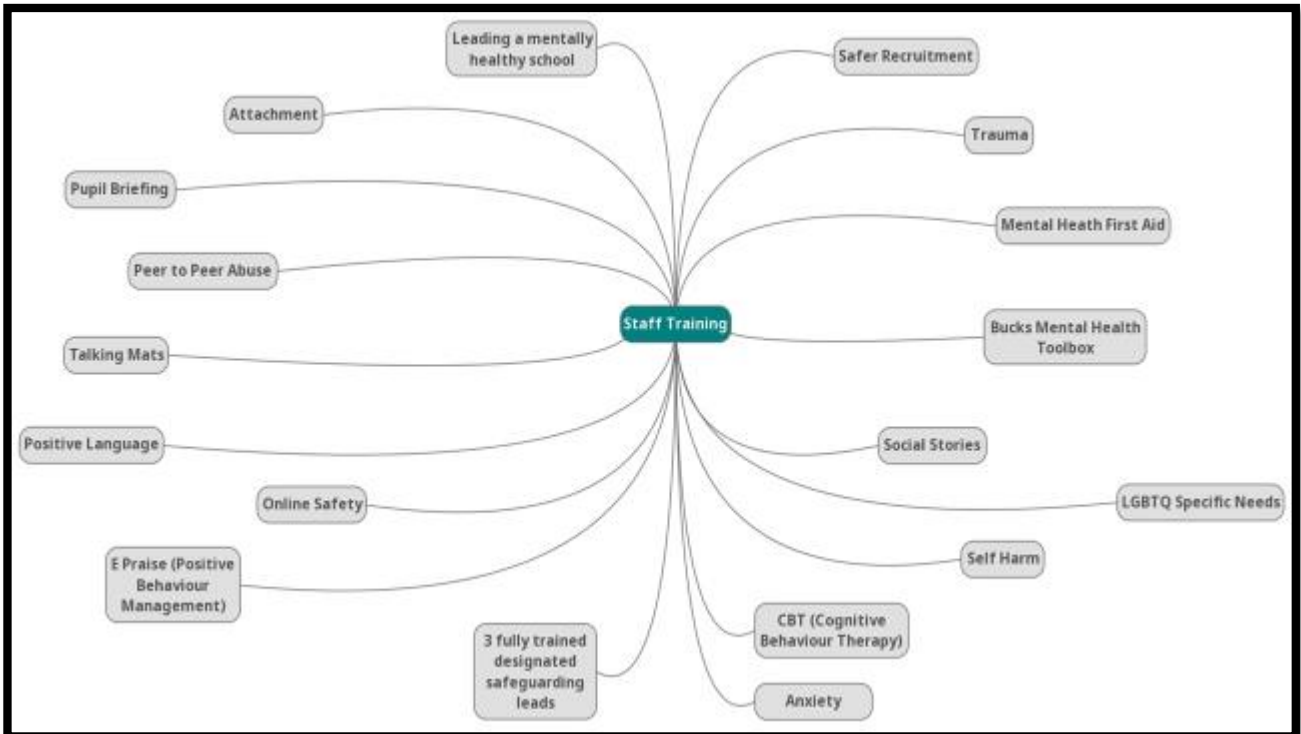 Leading a mentally
healthy school
Safer Recruitment
Attachment
Trauma
Pupil Briefing
Mental Heath First Aid
Peer to Peer Abuse
Staff Training
Bucks Mental Health
Toolbox
Talking Mats
Positive Language
Social Stories
Online Safety
LGBTQ Specific Needs
E Praise (Positive
Behaviour
Management)
Self Harm
CBT (Cognitive
Behaviour Therapy)
3 fully trained
designated
safeguarding
leads
Anxiety